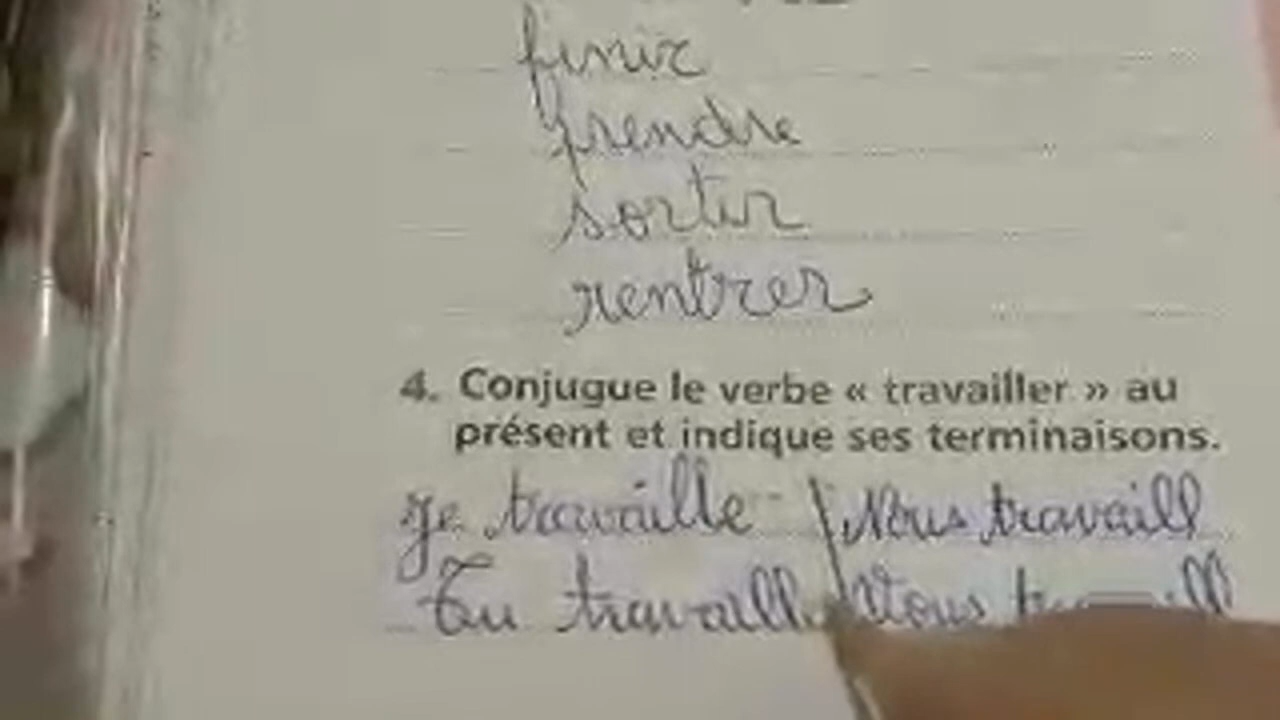 finir
prendre
sortir
rentrer
4. Conjugue le verbe « travailler » au
présent et indique ses terminaisons.
Je travaille Nous travaill
Tu travaill Vous